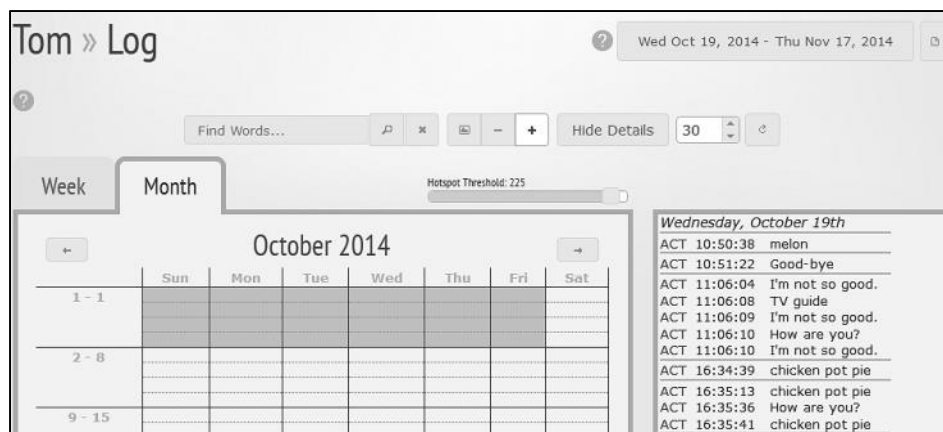 Tom » Log
Wed Oct 19, 2014 - Thu Nov 17, 2014
Find Words...
Hide Details
30
Week
Month
Hotspot Threshold: 225
October 2014
Sun Mon Tue Wed Thu Fri Sat
1 - 1
2 - 8
9 - 15
Wednesday, October 19th
ACT 10:50:38 melon
ACT 10:51:22 Good-bye
ACT 11:06:04 I'm not so good.
ACT 11:06:08 TV guide
ACT 11:06:09 I'm not so good.
ACT 11:06:10 How are you?
ACT 11:06:10 I'm not so good.
ACT 16:34:39 chicken pot pie
ACT 16:35:13 chicken pot pie
ACT 16:35:36 How are you?
ACT 16:35:41 chicken pot pie